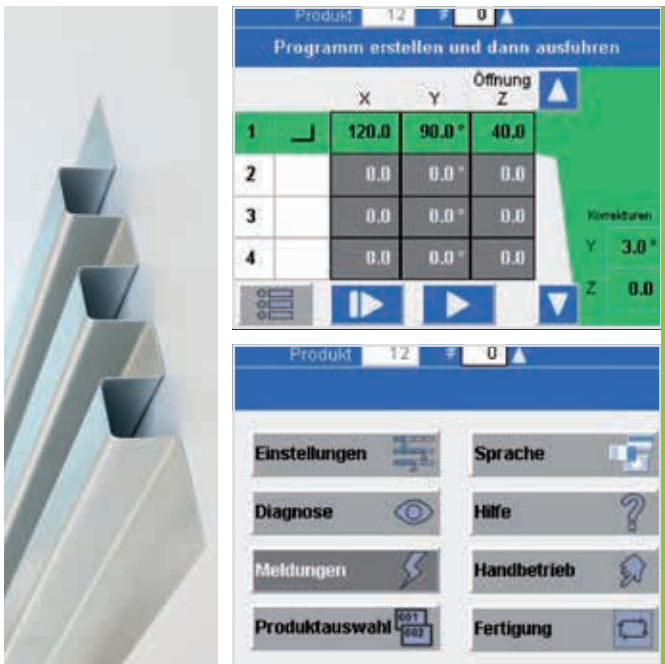 Produkt 12 # 0
Programm erstellen und dann ausführen
Öffnung
X Y Z
1 120.0 90.0° 40.0
2 0.0 0.0° 0.0
3 0.0 0.0° 0.0
4 0.0 0.0° 0.0
Korrekturen
Y 3.0°
Z 0.0
Produkt 12 # 0
Einstellungen Sprache
Diagnose Hilfe
Meldungen Handbetrieb
Produktauswahl 001 002 Fertigung